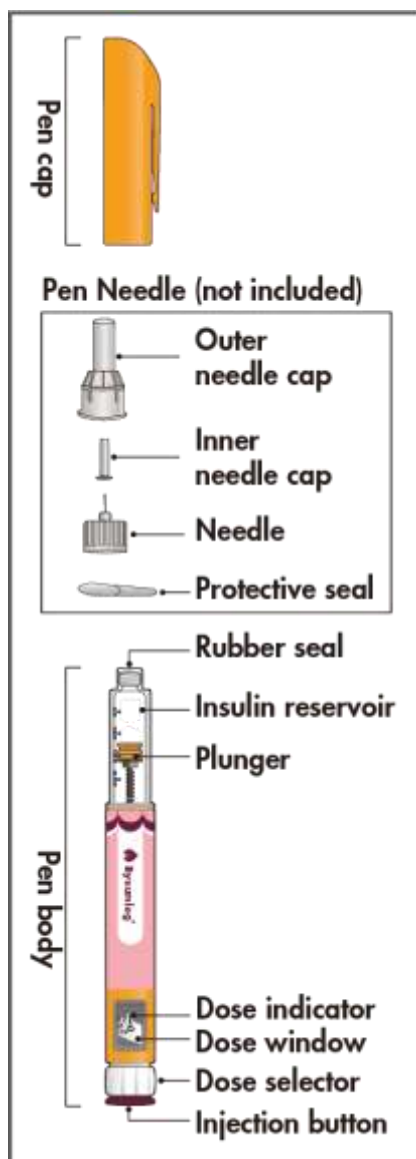 Pen cap
Pen Needle (not included)
Outer
needle cap
Inner
needle cap
Needle
Protective seal
Rubber seal
Insulin reservoir
Plunger
Pen body
Dose indicator
Dose window
Dose selector
Injection button